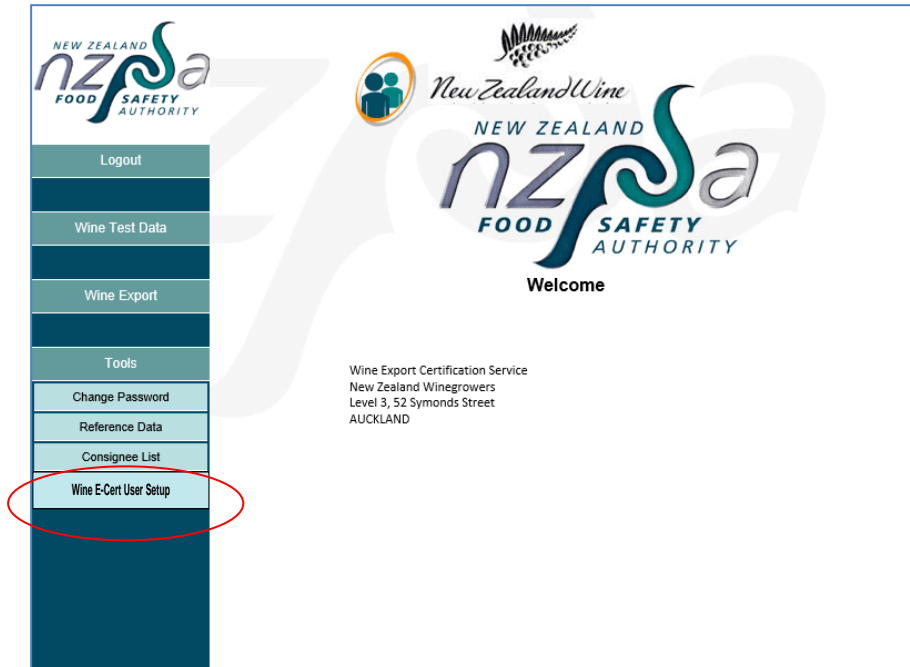 NEW ZEALAND
nzfsa
FOOD SAFETY
AUTHORITY
Logout
Wine Test Data
Wine Export
Tools
Change Password
Reference Data
Consignee List
Wine E-Cert User Setup
New Zealand Wine
NEW ZEALAND
nzfsa
FOOD SAFETY
AUTHORITY
Welcome
Wine Export Certification Service
New Zealand Winegrowers
Level 3, 52 Symonds Street
AUCKLAND